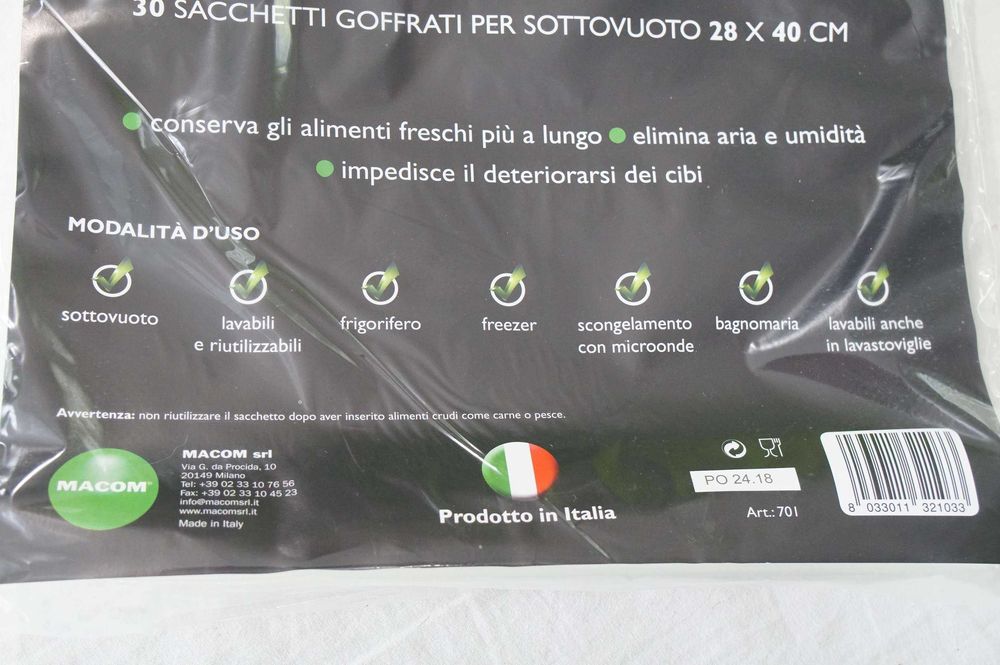 30 SACCHETTI GOFFRATI PER SOTTOVUOTO 28 X 40 CM
conserva gli alimenti freschi più a lungo elimina aria e umidità
impedisce il deteriorarsi dei cibi
MODALITÀ D'USO
sottovuoto
lavabili
e riutilizzabili
frigorifero
freezer
scongelamento
con microonde
bagnomaria
lavabili anche
in lavastoviglie
Avvertenza: non riutilizzare il sacchetto dopo aver inserito alimenti crudi come carne o pesce.
MACOM®
MACOM srl
Via G. da Procida, 10
20149 Milano
Tel: +39 02 33 10 76 56
Fax: +39 02 33 10 45 23
info@macomsrl.it
www.macomsrl.it
Made in Italy
Prodotto in Italia
PO 24.18
Art.: 701
8 033011 321033